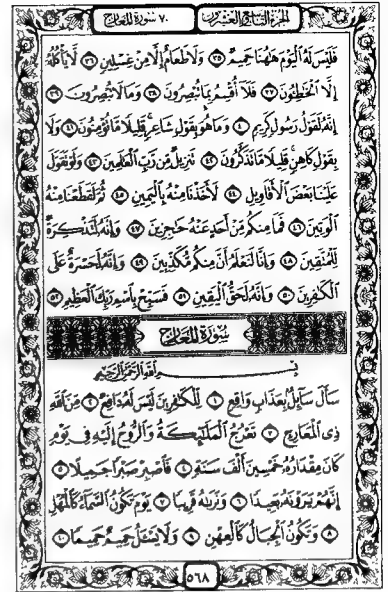 الجزء التاسع والعشرون ٧٠ سورة المعارج
فَلَيْسَ لَهُ الْيَوْمَ هَٰهُنَا حَمِيمٌ ٣٥ وَلَا طَعَامٌ إِلَّا مِنْ غِسْلِينٍ ٣٦ لَّا يَأْكُلُهُ
إِلَّا الْخَاطِئُونَ ٣٧ فَلَا أُقْسِمُ بِمَا تُبْصِرُونَ ٣٨ وَمَا لَا تُبْصِرُونَ ٣٩
إِنَّهُ لَقَوْلُ رَسُولٍ كَرِيمٍ ٤٠ وَمَا هُوَ بِقَوْلِ شَاعِرٍ قَلِيلًا مَّا تُؤْمِنُونَ ٤١ وَلَا
بِقَوْلِ كَاهِنٍ قَلِيلًا مَّا تَذَكَّرُونَ ٤٢ تَنزِيلٌ مِّن رَّبِّ الْعَالَمِينَ ٤٣ وَلَوْ تَقَوَّلَ
عَلَيْنَا بَعْضَ الْأَقَاوِيلِ ٤٤ لَأَخَذْنَا مِنْهُ بِالْيَمِينِ ٤٥ ثُمَّ لَقَطَعْنَا مِنْهُ
الْوَتِينَ ٤٦ فَمَا مِنكُم مِّنْ أَحَدٍ عَنْهُ حَاجِزِينَ ٤٧ وَإِنَّهُ لَتَذْكِرَةٌ
لِّلْمُتَّقِينَ ٤٨ وَإِنَّا لَنَعْلَمُ أَنَّ مِنكُم مُّكَذِّبِينَ ٤٩ وَإِنَّهُ لَحَسْرَةٌ عَلَى
الْكَافِرِينَ ٥٠ وَإِنَّهُ لَحَقُّ الْيَقِينِ ٥١ فَسَبِّحْ بِاسْمِ رَبِّكَ الْعَظِيمِ ٥٢
سُورَةُ الْمَعَارِجِ
بِسْمِ اللَّهِ الرَّحْمَٰنِ الرَّحِيمِ
سَأَلَ سَائِلٌ بِعَذَابٍ وَاقِعٍ ١ لِّلْكَافِرِينَ لَيْسَ لَهُ دَافِعٌ ٢ مِّنَ اللَّهِ
ذِي الْمَعَارِجِ ٣ تَعْرُجُ الْمَلَائِكَةُ وَالرُّوحُ إِلَيْهِ فِي يَوْمٍ
كَانَ مِقْدَارُهُ خَمْسِينَ أَلْفَ سَنَةٍ ٤ فَاصْبِرْ صَبْرًا جَمِيلًا ٥
إِنَّهُمْ يَرَوْنَهُ بَعِيدًا ٦ وَنَرَاهُ قَرِيبًا ٧ يَوْمَ تَكُونُ السَّمَاءُ كَالْمُهْلِ
٨ وَتَكُونُ الْجِبَالُ كَالْعِهْنِ ٩ وَلَا يَسْأَلُ حَمِيمٌ حَمِيمًا ١٠
٥٦٨